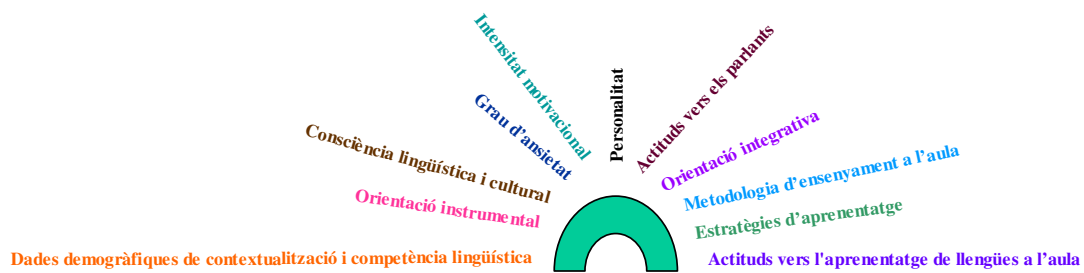 Dades demogràfiques de contextualització i competència lingüística
Orientació instrumental
Consciència lingüística i cultural
Grau d'ansietat
Intensitat motivacional
Personalitat
Actituds vers els parlants
Orientació integrativa
Metodologia d'ensenyament a l'aula
Estratègies d'aprenentatge
Actituds vers l'aprenentatge de llengües a l'aula